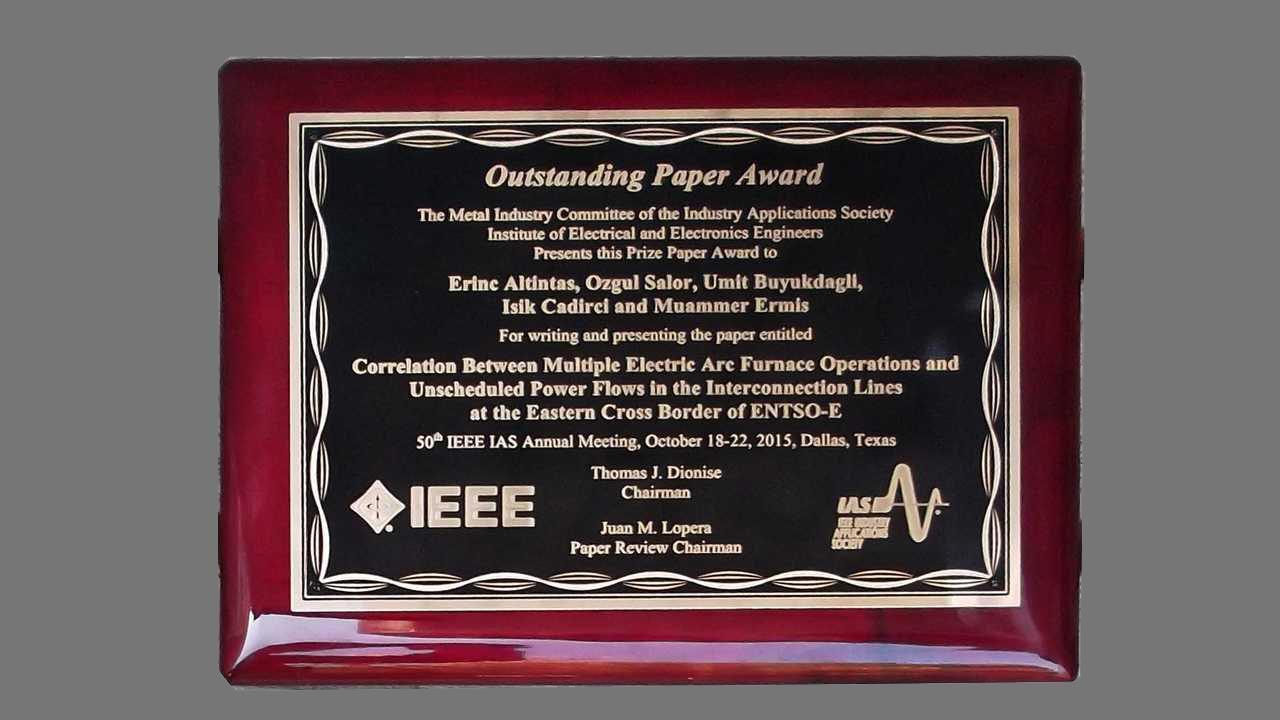 Outstanding Paper Award
The Metal Industry Committee of the Industry Applications Society
Institute of Electrical and Electronics Engineers
Presents this Prize Paper Award to
Erinc Altintas, Ozgul Salor, Umit Buyukdagli,
Isik Cadirci and Muammer Ermis
For writing and presenting the paper entitled
Correlation Between Multiple Electric Arc Furnace Operations and
Unscheduled Power Flows in the Interconnection Lines
at the Eastern Cross Border of ENTSO-E
50th IEEE IAS Annual Meeting, October 18-22, 2015, Dallas, Texas
Thomas J. Dionise
Chairman
Juan M. Lopera
Paper Review Chairman
IEEE
IAS
IEEE INDUSTRY
APPLICATIONS
SOCIETY